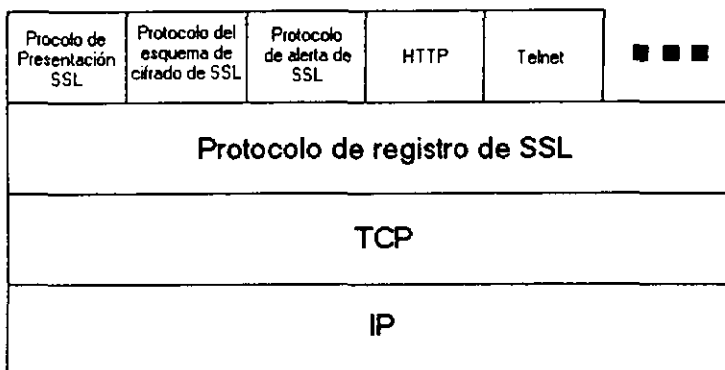 Procolo de
Presentación
SSL
Protocolo del
esquema de
cifrado de SSL
Protocolo
de alerta de
SSL
HTTP
Telnet
Protocolo de registro de SSL
TCP
IP